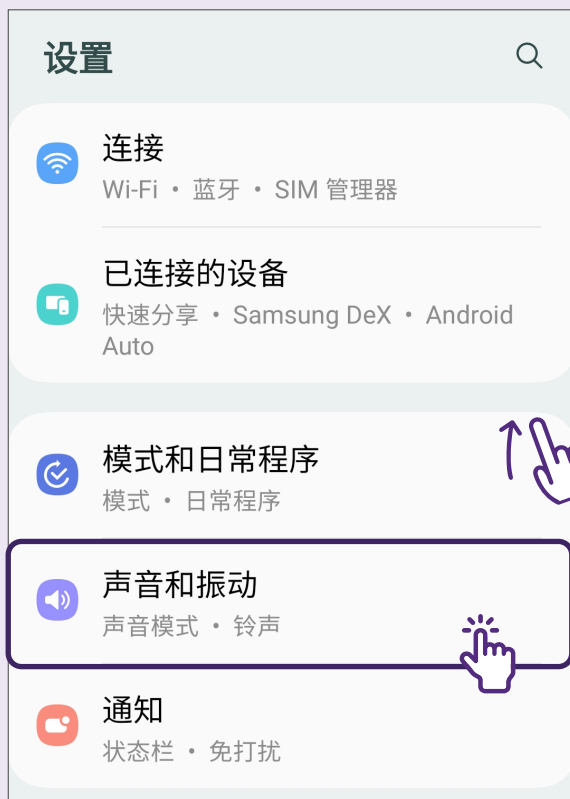 设置
连接
Wi-Fi • 蓝牙 • SIM 管理器
已连接的设备
快速分享 • Samsung DeX • Android
Auto
模式和日常程序
模式 • 日常程序
声音和振动
声音模式 • 铃声
通知
状态栏 • 免打扰